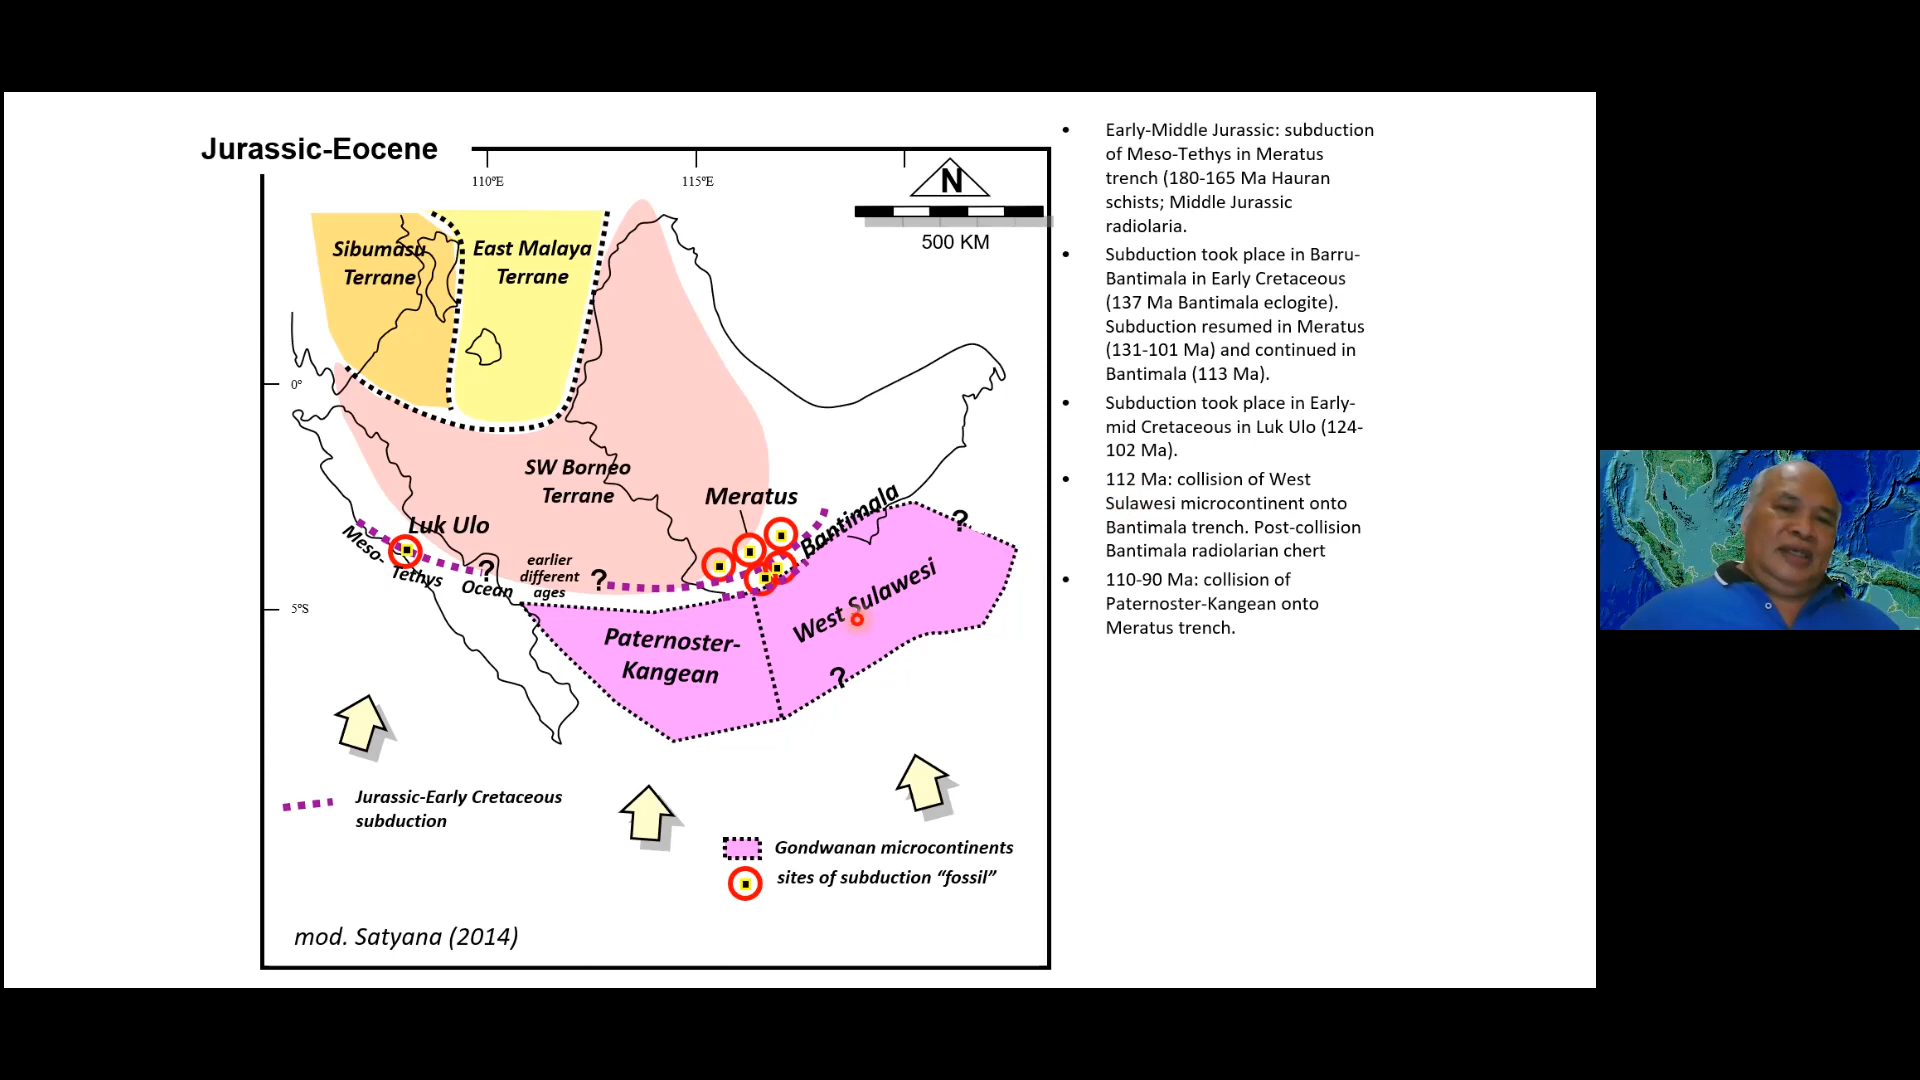 Jurassic-Eocene
110ºE
115ºE
N
500 KM
Sibumasu
Terrane
East Malaya
Terrane
0º
SW Borneo
Terrane
Meratus
Bantimala
Luk Ulo
Meso-
Tethys
Ocean
?
earlier
different
ages
?
?
5ºS
West Sulawesi
Paternoster-
Kangean
?
Jurassic-Early Cretaceous
subduction
Gondwanan microcontinents
sites of subduction “fossil”
mod. Satyana (2014)
• Early-Middle Jurassic: subduction
of Meso-Tethys in Meratus
trench (180-165 Ma Hauran
schists; Middle Jurassic
radiolaria.
• Subduction took place in Barru-
Bantimala in Early Cretaceous
(137 Ma Bantimala eclogite).
Subduction resumed in Meratus
(131-101 Ma) and continued in
Bantimala (113 Ma).
• Subduction took place in Early-
mid Cretaceous in Luk Ulo (124-
102 Ma).
• 112 Ma: collision of West
Sulawesi microcontinent onto
Bantimala trench. Post-collision
Bantimala radiolarian chert
• 110-90 Ma: collision of
Paternoster-Kangean onto
Meratus trench.